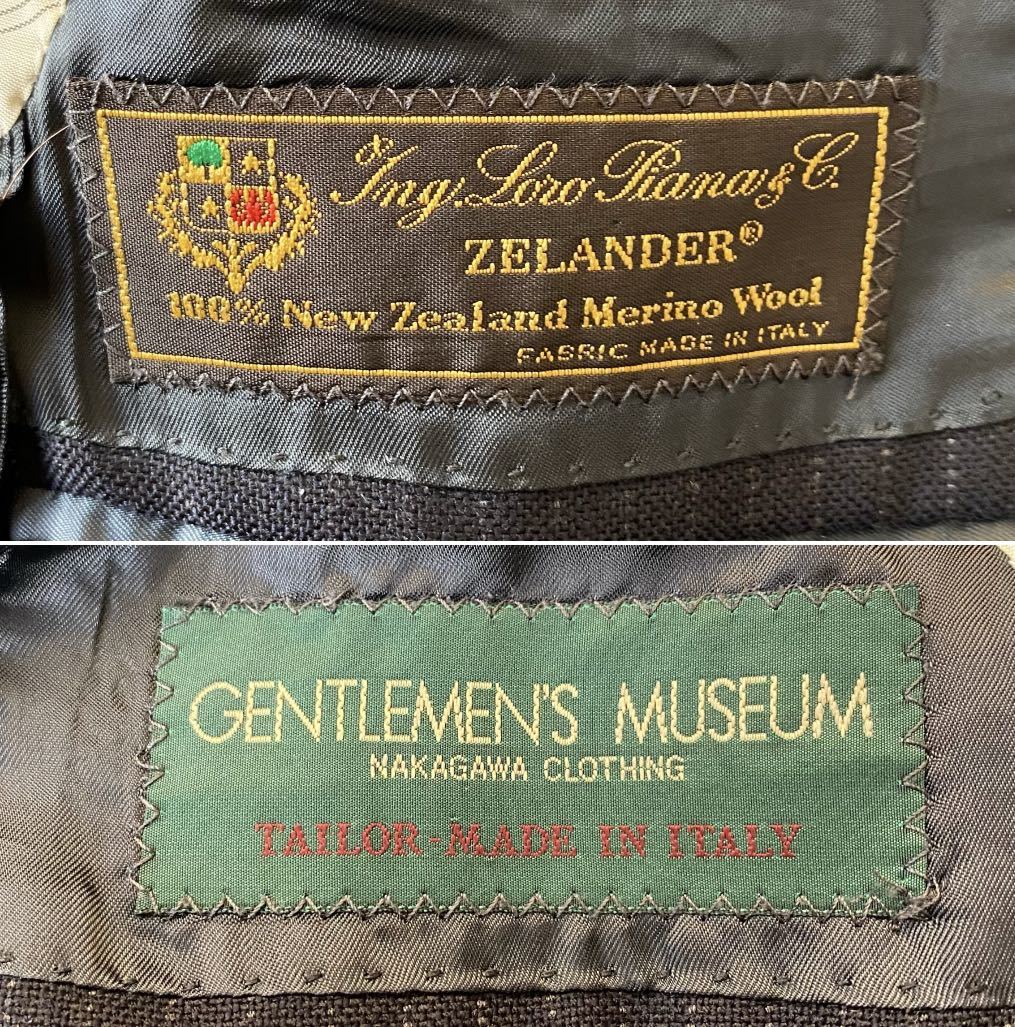 di Ing. Loro Piana & C.
ZELANDER®
100% New Zealand Merino Wool
FABRIC MADE IN ITALY
GENTLEMEN'S MUSEUM
NAKAGAWA CLOTHING
TAILOR-MADE IN ITALY